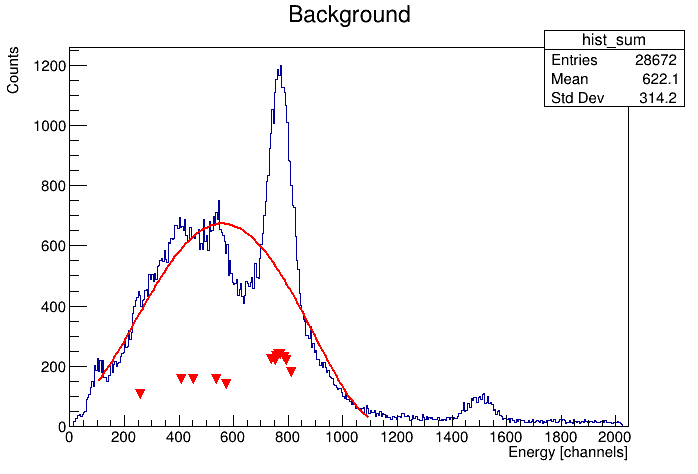 Background
hist_sum
Entries 28672
Mean 622.1
Std Dev 314.2
Counts
1200
1000
800
600
400
200
0
0 200 400 600 800 1000 1200 1400 1600 1800 2000
Energy [channels]